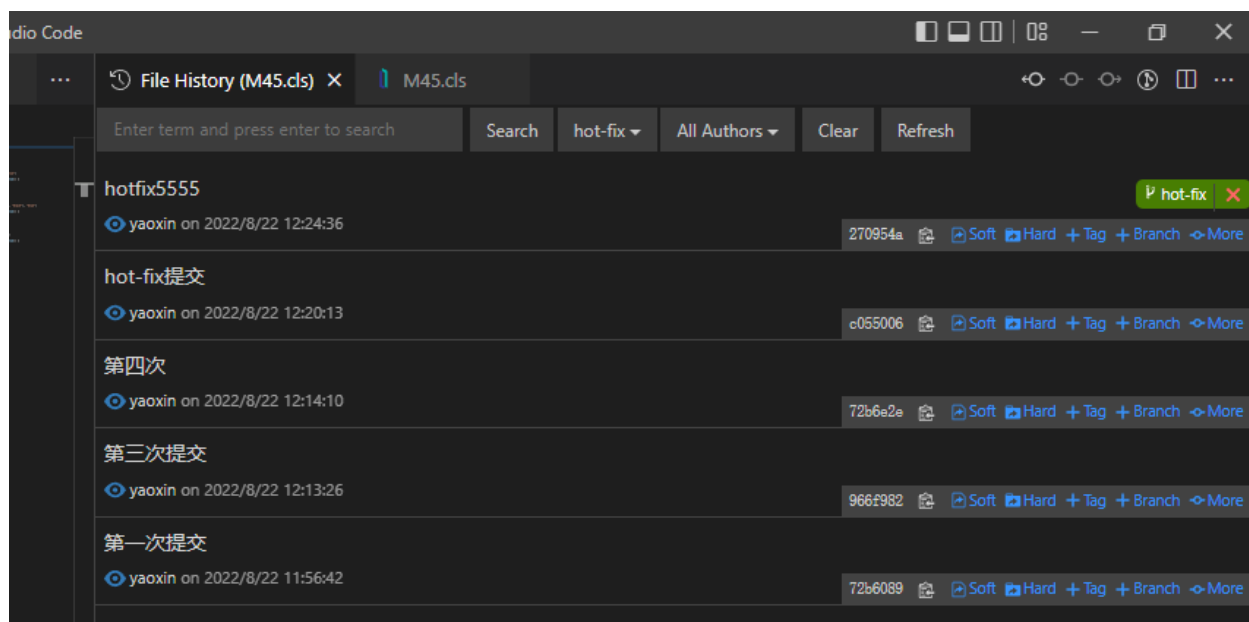 dio Code
File History (M45.cls)
M45.cls
Enter term and press enter to search
Search
hot-fix
All Authors
Clear
Refresh
hotfix5555
hot-fix
yaoxin on 2022/8/22 12:24:36
270954a Soft Hard Tag Branch More
hot-fix提交
yaoxin on 2022/8/22 12:20:13
c055006 Soft Hard Tag Branch More
第四次
yaoxin on 2022/8/22 12:14:10
72b6e2e Soft Hard Tag Branch More
第三次提交
yaoxin on 2022/8/22 12:13:26
966f982 Soft Hard Tag Branch More
第一次提交
yaoxin on 2022/8/22 11:56:42
72b6089 Soft Hard Tag Branch More